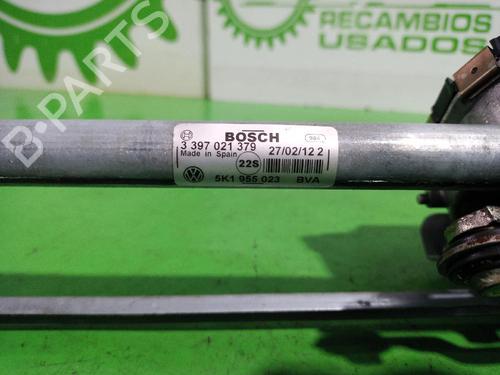 RECAMBIOS
USADOS
B-PARTS
BOSCH
3 397 021 379
27/02/12 2
Made in Spain
22S
5K1 955 023 BVA